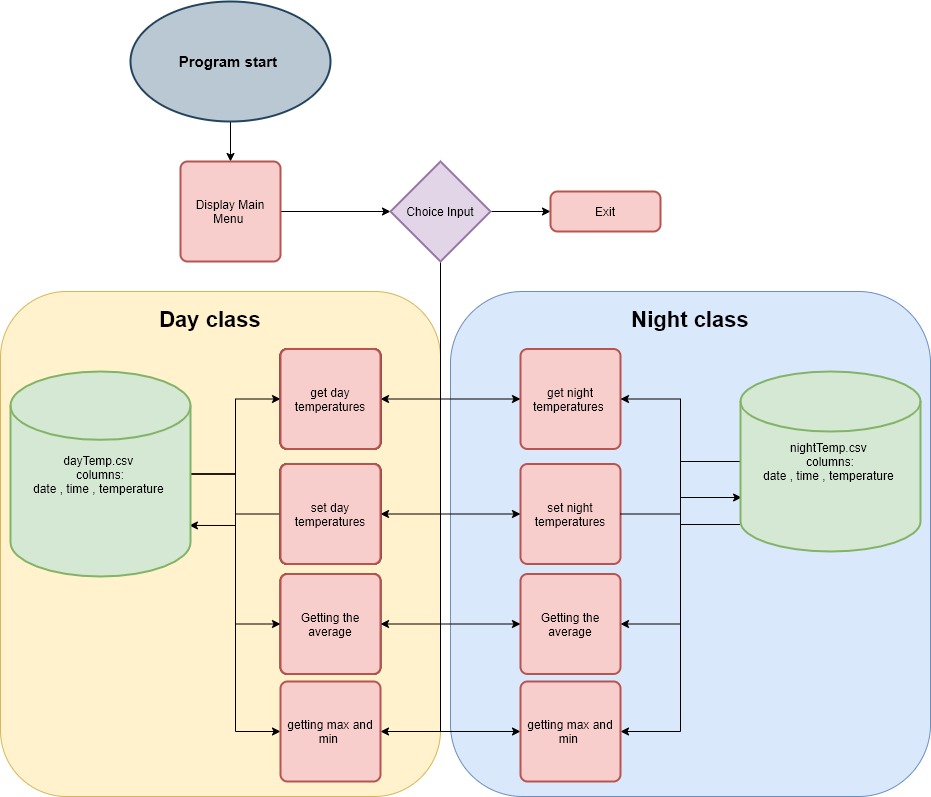 Program start
Display Main
Menu
Choice Input
Exit
Day class
Night class
get day
temperatures
get night
temperatures
dayTemp.csv
columns:
date , time , temperature
nightTemp.csv
columns:
date , time , temperature
set day
temperatures
set night
temperatures
Getting the
average
Getting the
average
getting max and
min
getting max and
min